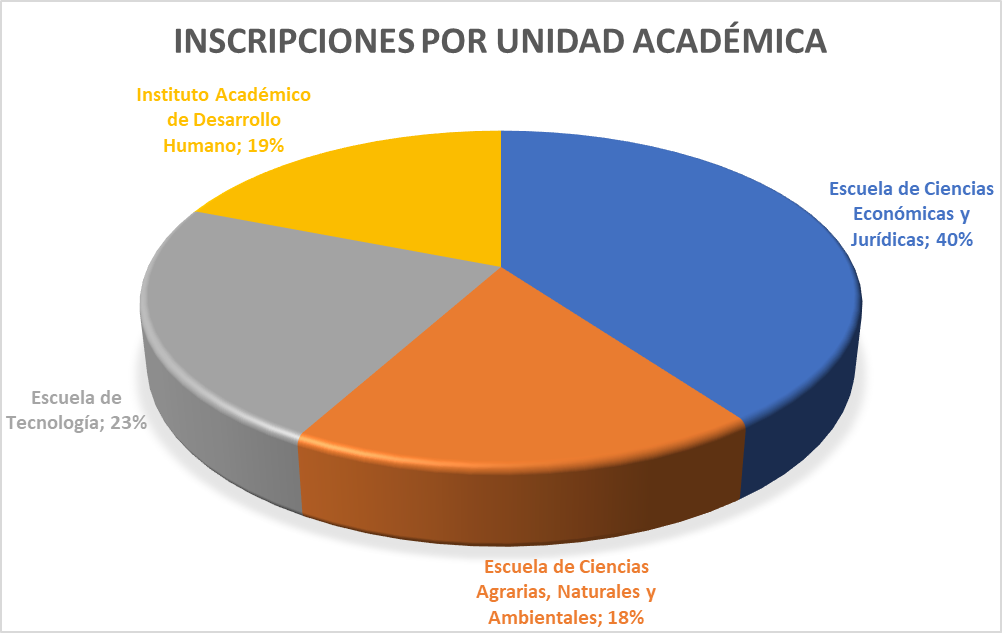 INSCRIPCIONES POR UNIDAD ACADÉMICA
Instituto Académico
de Desarrollo
Humano; 19%
Escuela de Ciencias
Económicas y
Jurídicas; 40%
Escuela de
Tecnología; 23%
Escuela de Ciencias
Agrarias, Naturales y
Ambientales; 18%